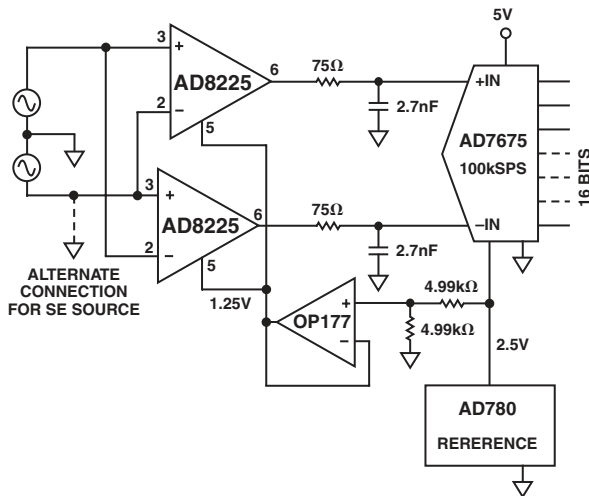 5V
3
+
AD8225
6
75Ω
+IN
2
−
5
2.7nF
AD7675
100kSPS
16 BITS
3
+
AD8225
6
75Ω
−IN
2
−
5
2.7nF
ALTERNATE
CONNECTION
FOR SE SOURCE
1.25V
OP177
+
−
4.99kΩ
4.99kΩ
2.5V
AD780
RERERENCE